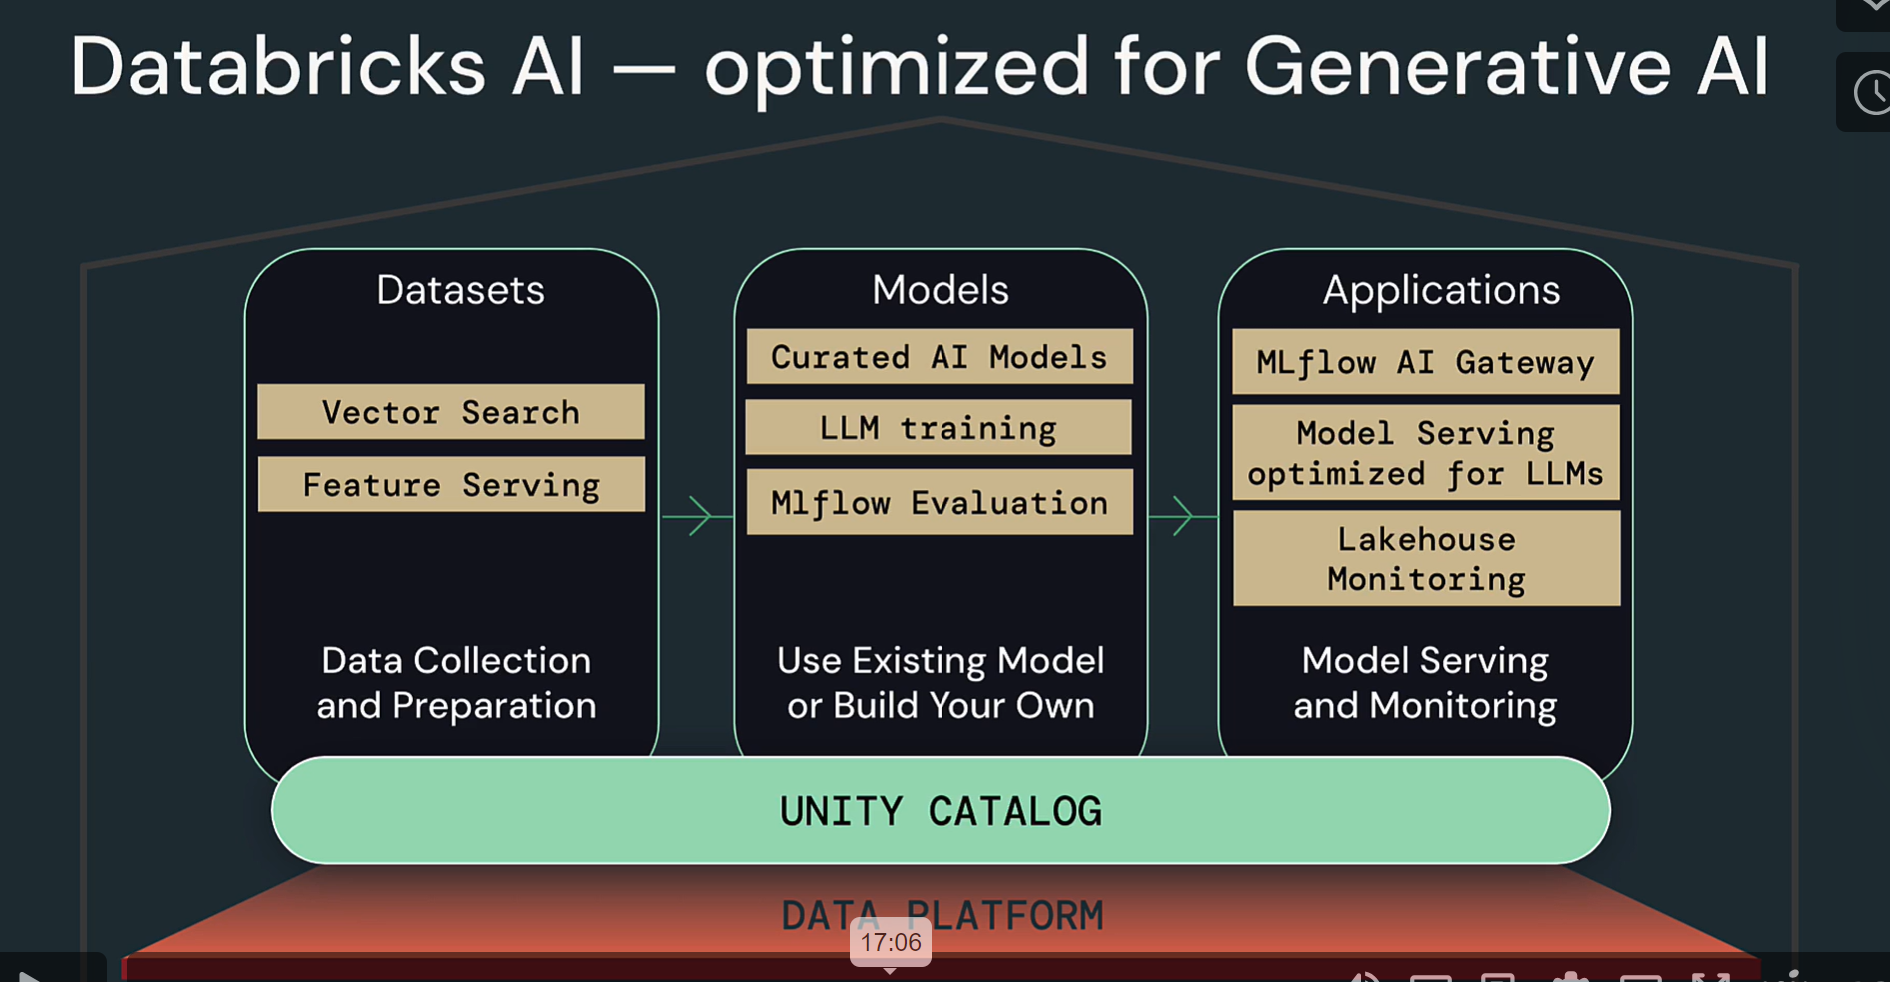 Databricks AI — optimized for Generative AI
Datasets
Vector Search
Feature Serving
Data Collection
and Preparation
Models
Curated AI Models
LLM training
Mlflow Evaluation
Use Existing Model
or Build Your Own
Applications
MLflow AI Gateway
Model Serving
optimized for LLMs
Lakehouse
Monitoring
Model Serving
and Monitoring
UNITY CATALOG
DATA PLATFORM
17:06